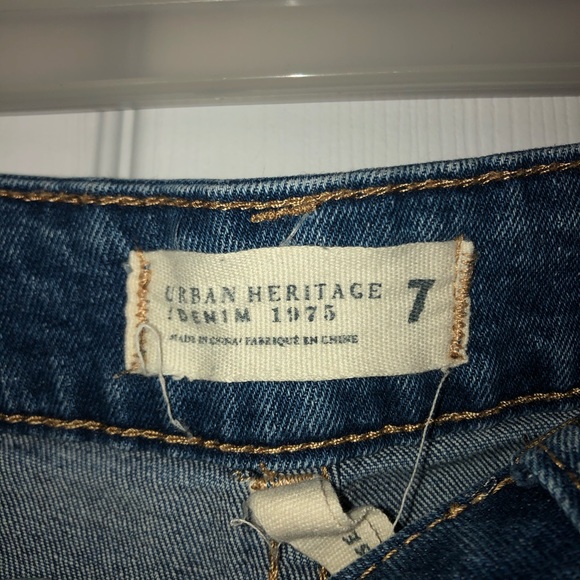 URBAN HERITAGE 7
/DENIM 1975
MADE IN CHINA/ FABRIQUÉ EN CHINE